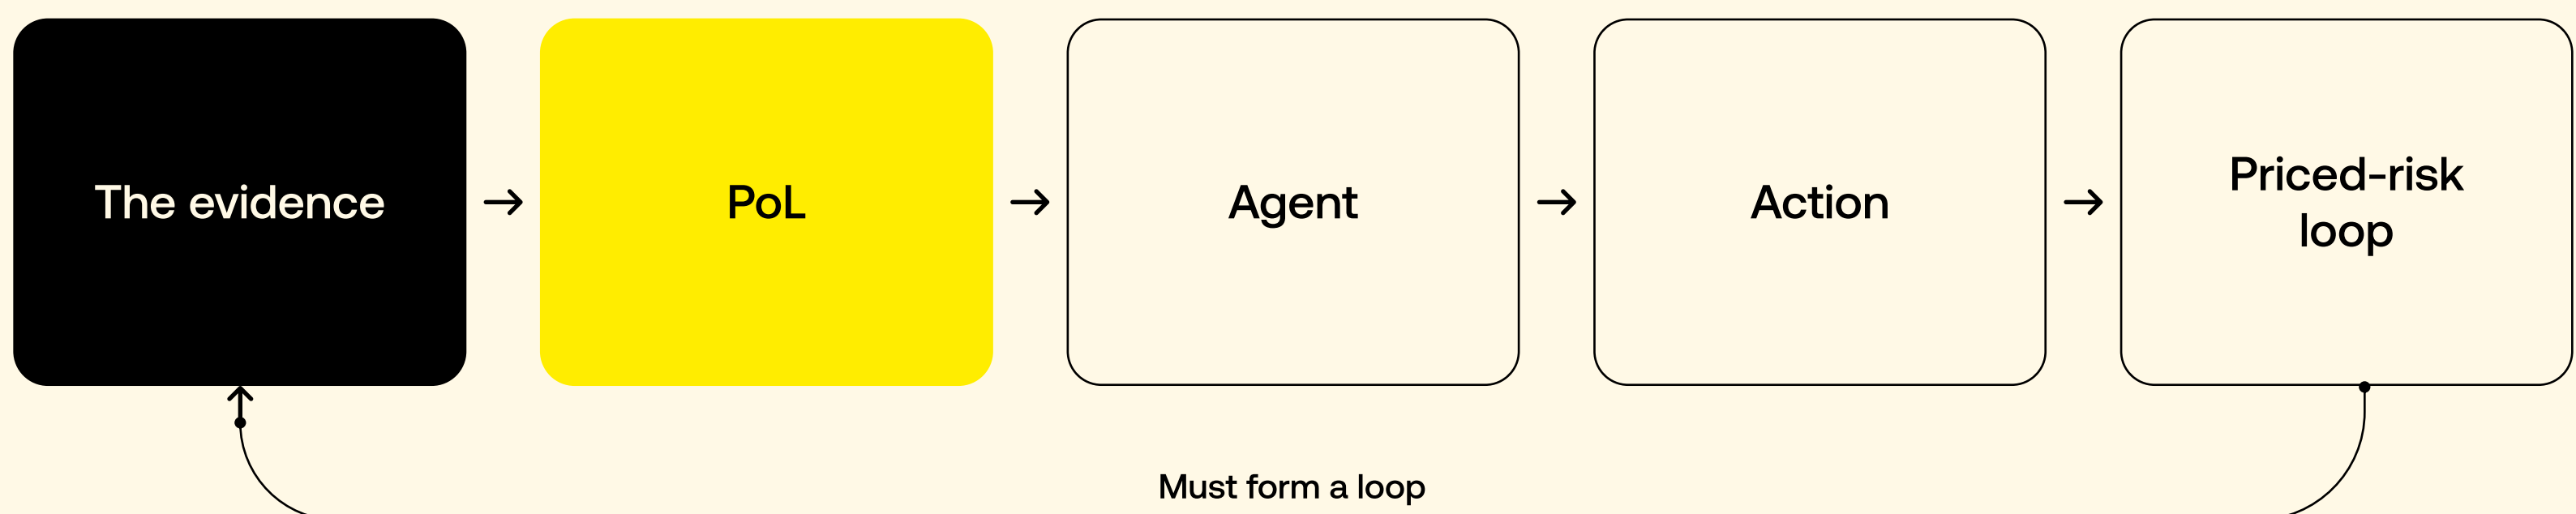 The evidence
PoL
Agent
Action
Priced-risk
loop
Must form a loop